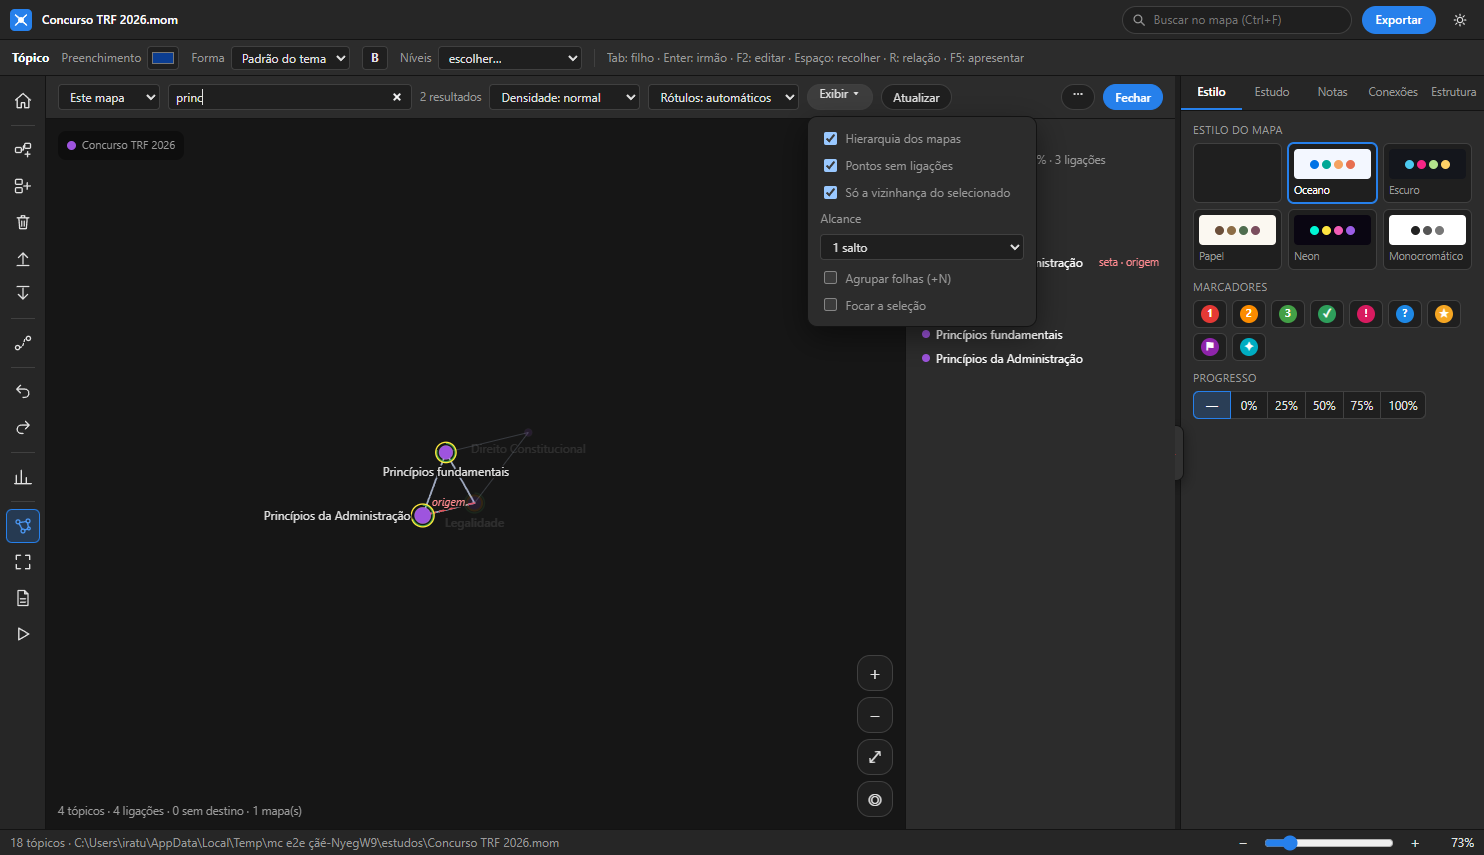 Concurso TRF 2026.mom
Buscar no mapa (Ctrl+F)
Exportar
Tópico
Preenchimento
Forma
Padrão do tema
B
Níveis
escolher...
Tab: filho · Enter: irmão · F2: editar · Espaço: recolher · R: relação · F5: apresentar
Este mapa
princ
2 resultados
Densidade: normal
Rótulos: automáticos
Exibir
Atualizar
...
Fechar
Concurso TRF 2026
Hierarquia dos mapas
Pontos sem ligações
Só a vizinhança do selecionado
Alcance
1 salto
Agrupar folhas (+N)
Focar a seleção
% · 3 ligações
nistração
seta · origem
Princípios fundamentais
Princípios da Administração
Direito Constitucional
Princípios fundamentais
origem
Princípios da Administração
Legalidade
+
−
4 tópicos · 4 ligações · 0 sem destino · 1 mapa(s)
Estilo
Estudo
Notas
Conexões
Estrutura
ESTILO DO MAPA
Oceano
Escuro
Papel
Neon
Monocromático
MARCADORES
1
2
3
!
?
PROGRESSO
—
0%
25%
50%
75%
100%
18 tópicos · C:\Users\iratu\AppData\Local\Temp\mc e2e çãé-NyegW9\estudos\Concurso TRF 2026.mom
−
+
73%